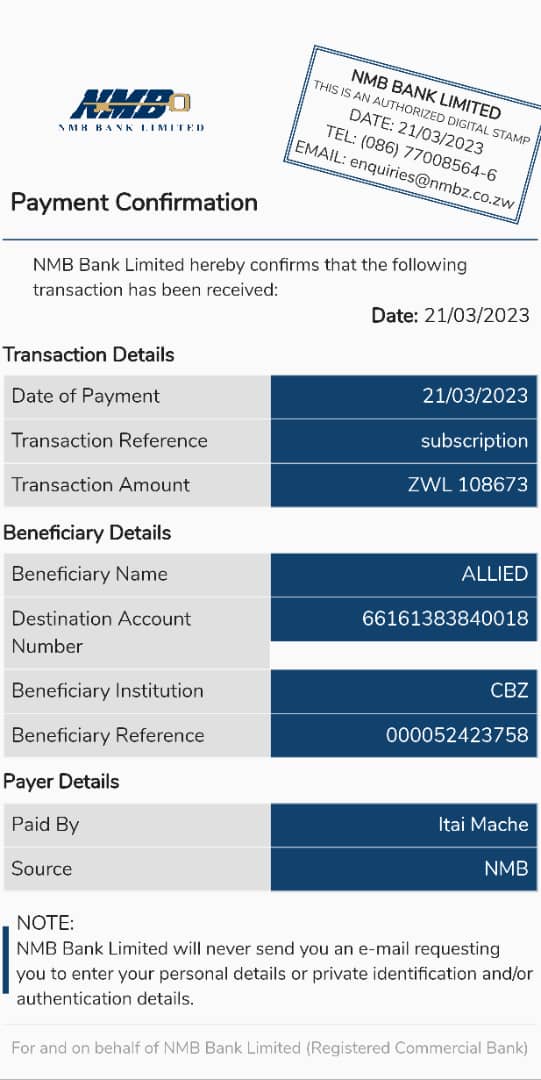 NMB
NMB BANK LIMITED
NMB BANK LIMITED
THIS IS AN AUTHORIZED DIGITAL STAMP
DATE: 21/03/2023
TEL: (086) 77008564-6
EMAIL: enquiries@nmbz.co.zw
Payment Confirmation
NMB Bank Limited hereby confirms that the following
transaction has been received:
Date: 21/03/2023
Transaction Details
Date of Payment 21/03/2023
Transaction Reference subscription
Transaction Amount ZWL 108673
Beneficiary Details
Beneficiary Name ALLIED
Destination Account 66161383840018
Number
Beneficiary Institution CBZ
Beneficiary Reference 000052423758
Payer Details
Paid By Itai Mache
Source NMB
NOTE:
NMB Bank Limited will never send you an e-mail requesting
you to enter your personal details or private identification and/or
authentication details.
For and on behalf of NMB Bank Limited (Registered Commercial Bank)